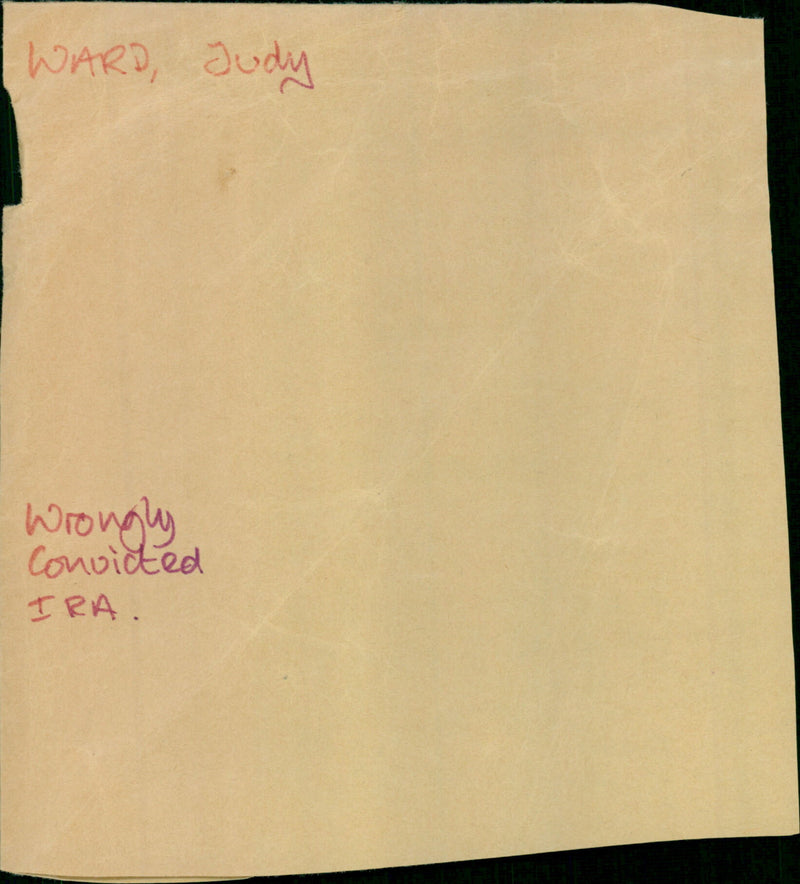 WARD, Judy
Wrongly
Convicted
IRA.